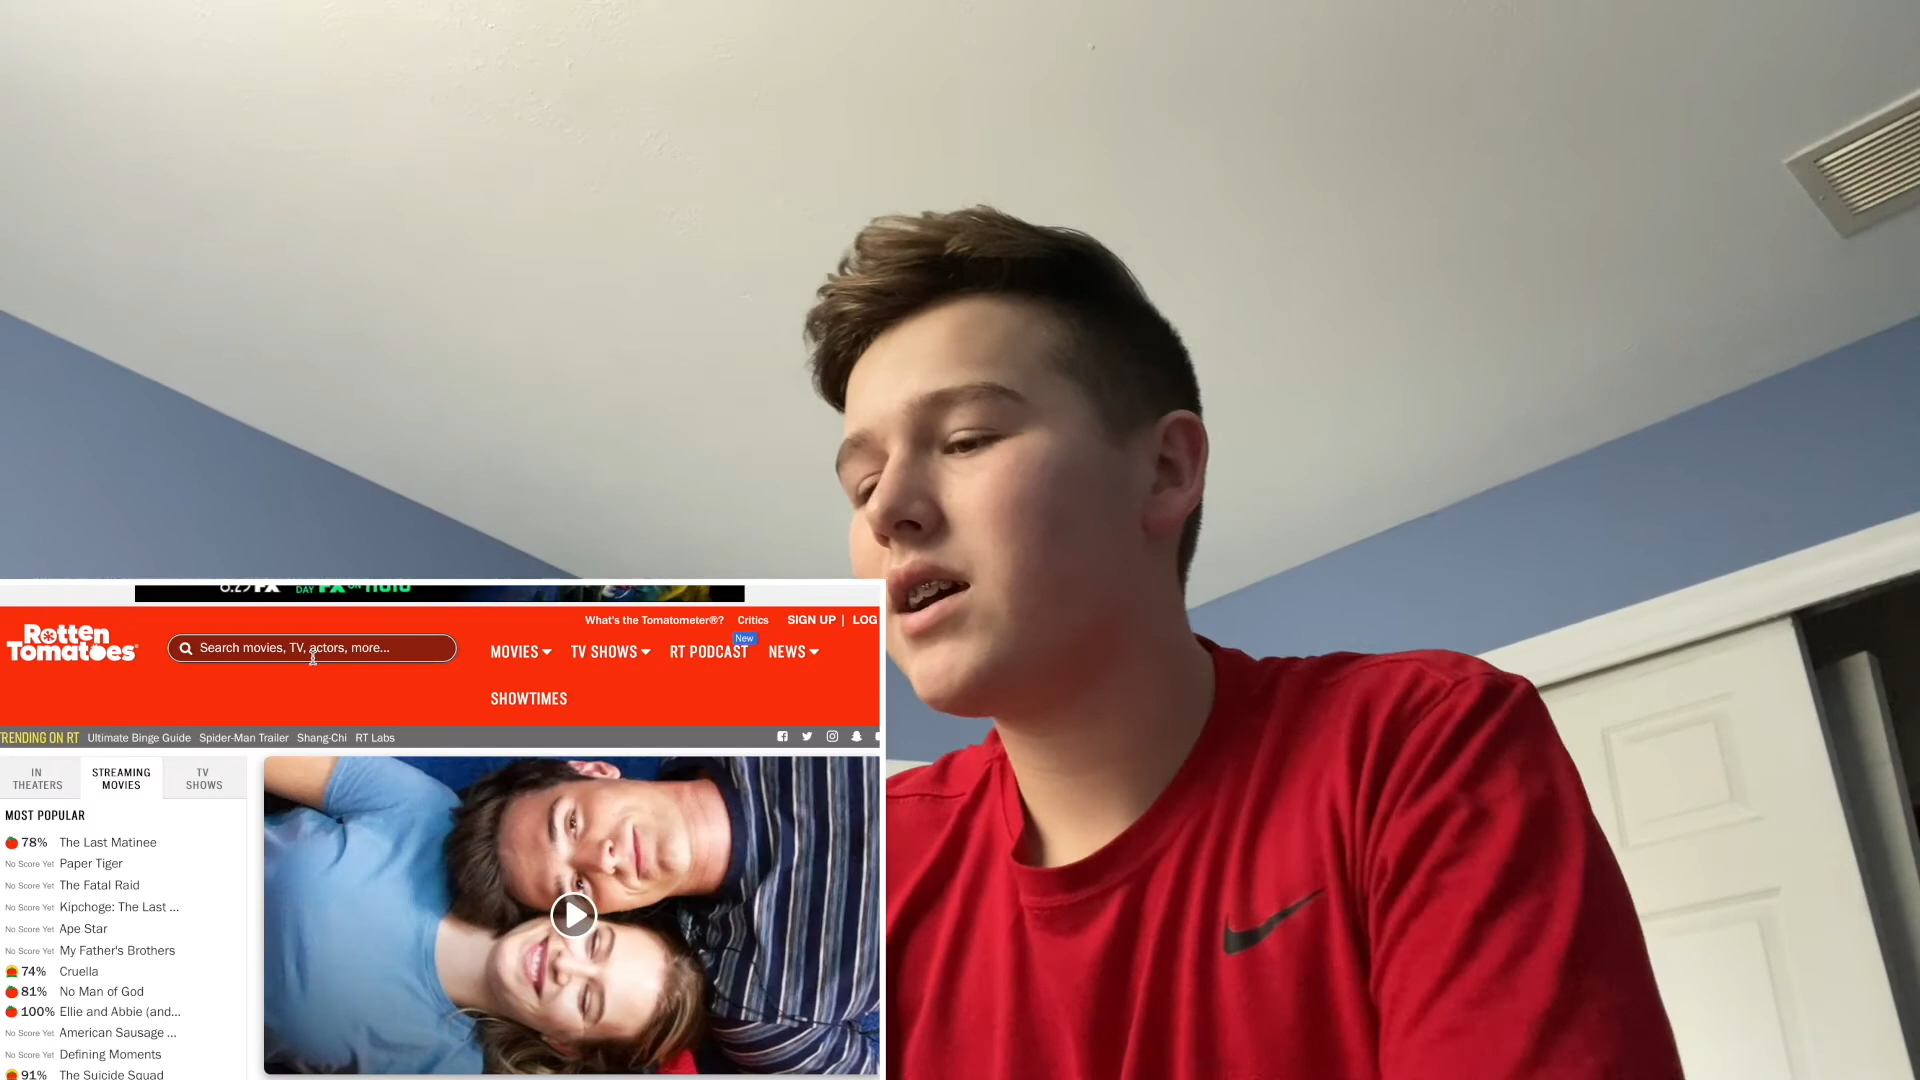 DAY FX ON HULU
What's the Tomatometer®? Critics SIGN UP | LOG
Rotten Tomatoes
Search movies, TV, actors, more...
New
MOVIES TV SHOWS RT PODCAST NEWS
SHOWTIMES
TRENDING ON RT Ultimate Binge Guide Spider-Man Trailer Shang-Chi RT Labs
IN THEATERS
STREAMING MOVIES
TV SHOWS
MOST POPULAR
78% The Last Matinee
No Score Yet Paper Tiger
No Score Yet The Fatal Raid
No Score Yet Kipchoge: The Last ...
No Score Yet Ape Star
No Score Yet My Father's Brothers
74% Cruella
81% No Man of God
100% Ellie and Abbie (and...
No Score Yet American Sausage ...
No Score Yet Defining Moments
91% The Suicide Squad